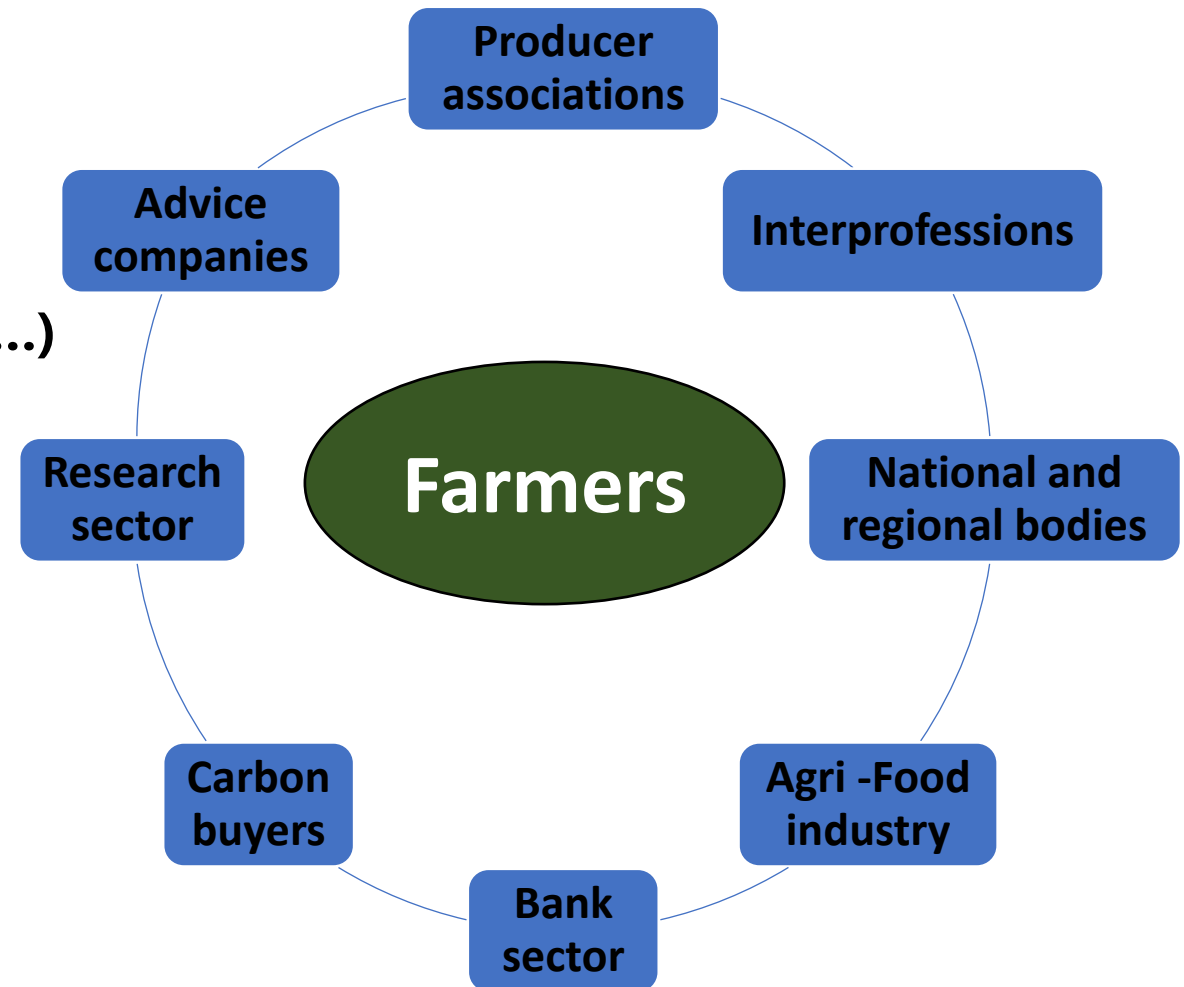 Producer
associations
Advice
companies
Interprofessions
...)
Research
sector
Farmers
National and
regional bodies
Carbon
buyers
Agri -Food
industry
Bank
sector